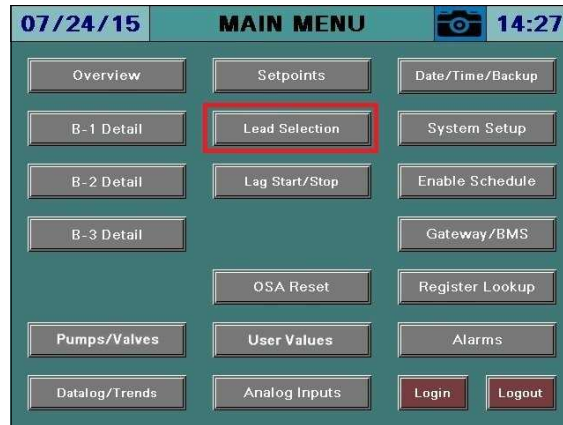 07/24/15 MAIN MENU 14:27
Overview Setpoints Date/Time/Backup
B-1 Detail Lead Selection System Setup
B-2 Detail Lag Start/Stop Enable Schedule
B-3 Detail Gateway/BMS
OSA Reset Register Lookup
Pumps/Valves User Values Alarms
Datalog/Trends Analog Inputs Login Logout